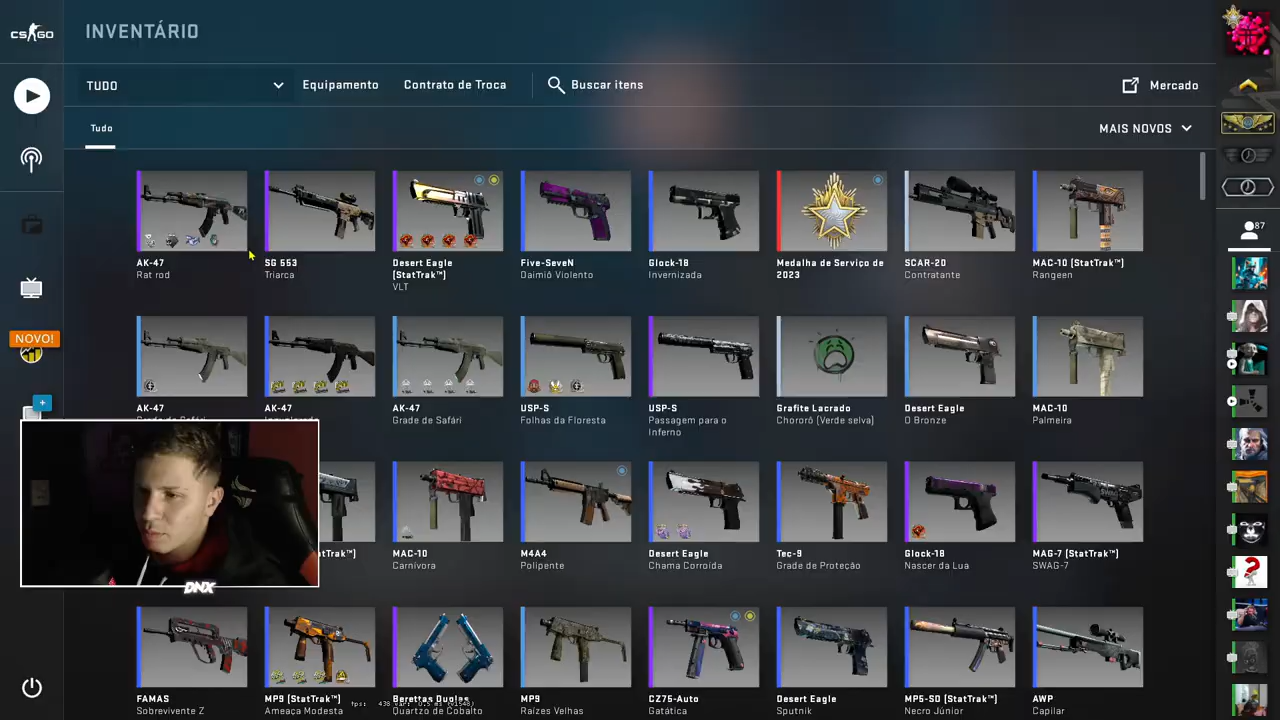 CS:GO
INVENTÁRIO
TUDO
Equipamento
Contrato de Troca
Buscar itens
Mercado
Tudo
MAIS NOVOS
87
AK-47
Rat rod
SG 553
Triarca
Desert Eagle
(StatTrak™)
VLT
Five-SeveN
Daimiô Violento
Glock-18
Invernizada
Medalha de Serviço de
2023
SCAR-20
Contratante
MAC-10 (StatTrak™)
Rangeen
NOVO!
+
AK-47
AK-47
AK-47
Grade de Safári
USP-S
Folhas da Floresta
USP-S
Passagem para o
Inferno
Grafite Lacrado
Chororô (Verde selva)
Desert Eagle
O Bronze
MAC-10
Palmeira
MAC-10
Carnívora
M4A4
Polipente
Desert Eagle
Chama Corroída
Tec-9
Grade de Proteção
Glock-18
Nascer da Lua
MAG-7 (StatTrak™)
SWAG-7
DNX
FAMAS
Sobrevivente Z
MP9 (StatTrak™)
Ameaça Modesta
Berettas Duplas
Quartzo de Cobalto
MP9
Raízes Velhas
CZ75-Auto
Gatática
Desert Eagle
Sputnik
MP5-SD (StatTrak™)
Necro Júnior
AWP
Capilar